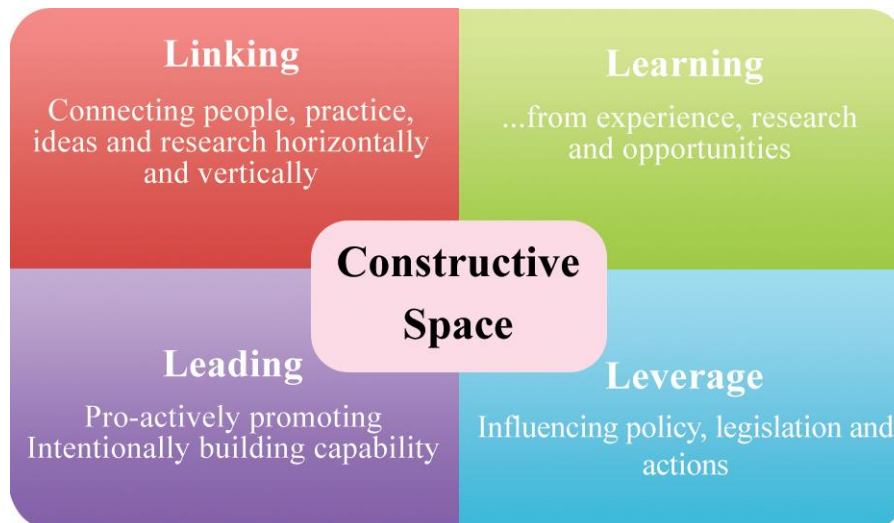 Linking
Connecting people, practice,
ideas and research horizontally
and vertically
Learning
...from experience, research
and opportunities
Constructive
Space
Leading
Pro-actively promoting
Intentionally building capability
Leverage
Influencing policy, legislation and
actions